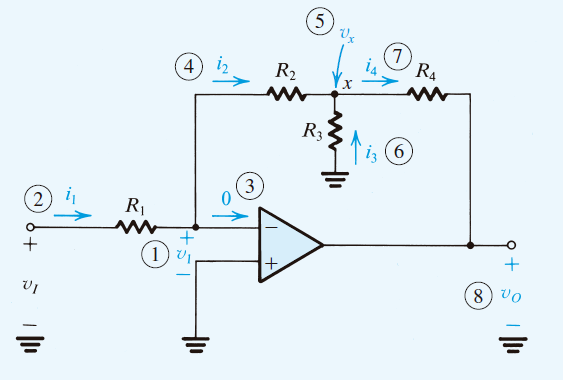 5
v_x
4
i_2
R_2
x
i_4
7
R_4
R_3
i_3
6
2
i_1
R_1
0
3
+
1
v_1
−
−
+
+
v_I
−
8
+
v_O
−